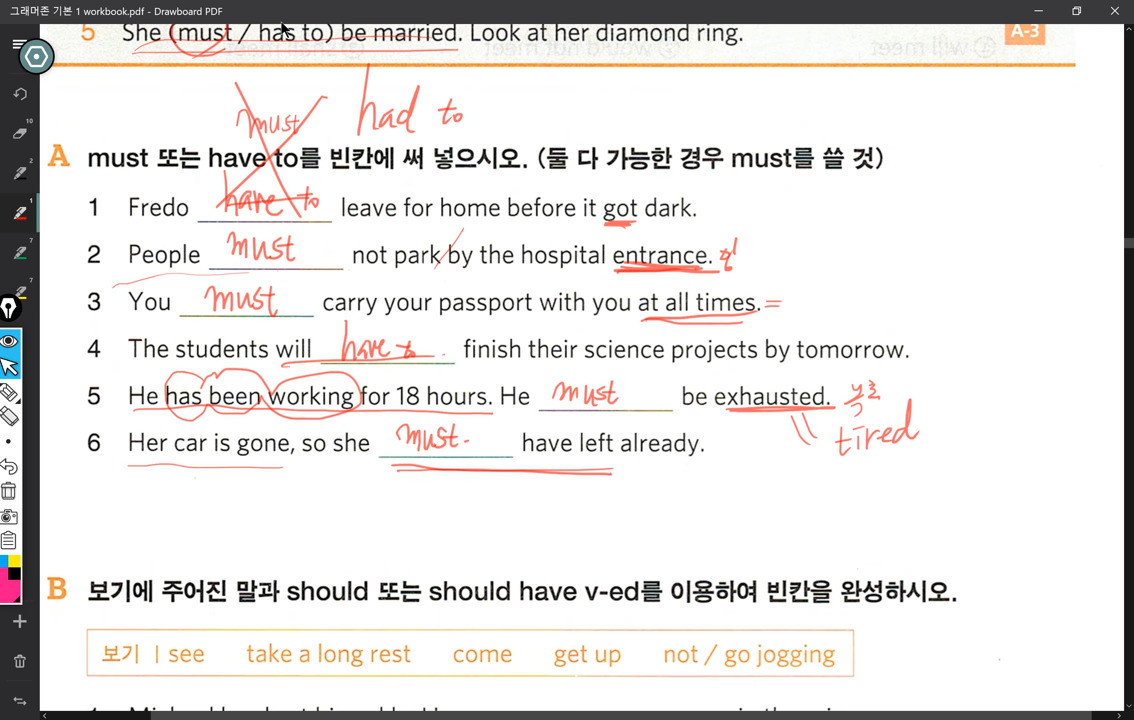 그래머존 기본 1 workbook.pdf - Drawboard PDF
5 She (must / has to) be married. Look at her diamond ring.
A-3
must had to
A must 또는 have to를 빈칸에 써 넣으시오. (둘 다 가능한 경우 must를 쓸 것)
1 Fredo have to leave for home before it got dark.
2 People must not park by the hospital entrance.
3 You must carry your passport with you at all times. =
4 The students will have to finish their science projects by tomorrow.
5 He has been working for 18 hours. He must be exhausted.
tired
6 Her car is gone, so she must. have left already.
B 보기에 주어진 말과 should 또는 should have v-ed를 이용하여 빈칸을 완성하시오.
보기 | see take a long rest come get up not / go jogging